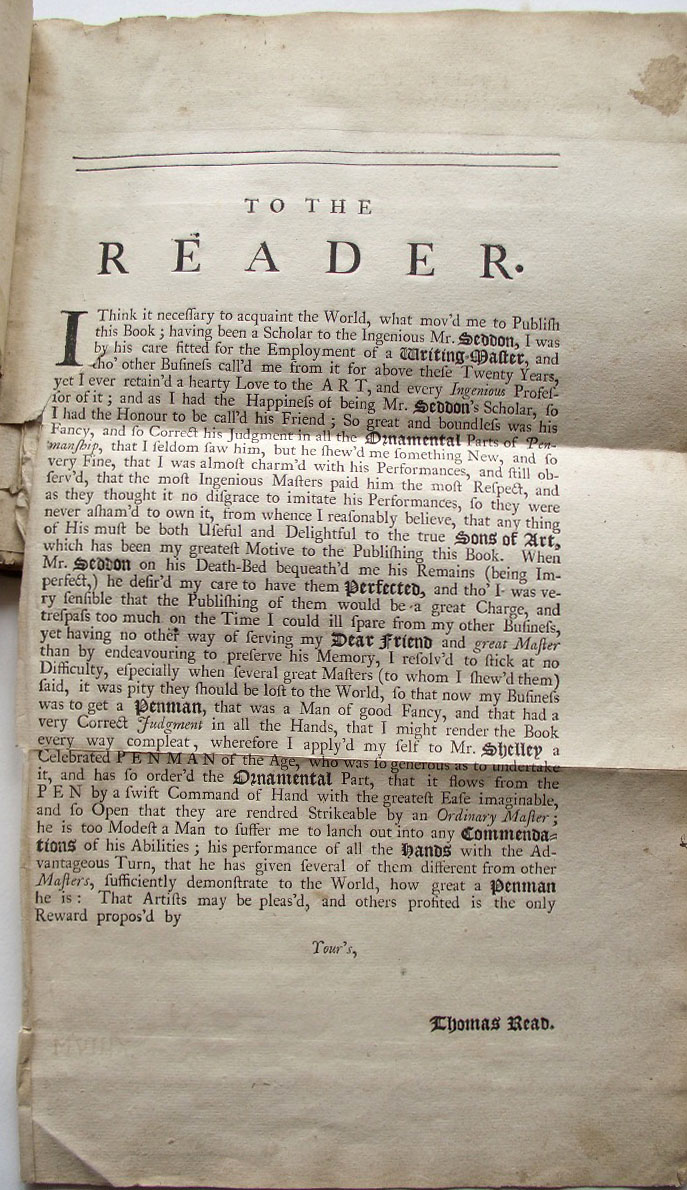 TO THE
READER.
I Think it neceſſary to acquaint the World, what mov'd me to Publiſh
this Book ; having been a Scholar to the Ingenious Mr. Seddon, I was
by his care fitted for the Employment of a Writing-Maſter, and
tho' other Buſineſs call'd me from it for above theſe Twenty Years,
yet I ever retain'd a hearty Love to the ART, and every Ingenious Profeſ-
ſor of it ; and as I had the Happineſs of being Mr. Seddon's Scholar, ſo
I had the Honour to be call'd his Friend ; So great and boundleſs was his
Fancy, and ſo Correct his Judgment in all the Ornamental Parts of Pen-
manſhip, that I ſeldom ſaw him, but he ſhew'd me ſomething New, and ſo
very Fine, that I was almoſt charm'd with his Performances, and ſtill ob-
ſerv'd, that the moſt Ingenious Maſters paid him the moſt Reſpect, and
as they thought it no diſgrace to imitate his Performances, ſo they were
never aſham'd to own it, from whence I reaſonably believe, that any thing
of His muſt be both Uſeful and Delightful to the true Sons of Art,
which has been my greateſt Motive to the Publiſhing this Book. When
Mr. Seddon on his Death-Bed bequeath'd me his Remains (being Im-
perfect,) he deſir'd my care to have them Perfected, and tho' I was ve-
ry ſenſible that the Publiſhing of them would be a great Charge, and
treſpaſs too much on the Time I could ill ſpare from my other Buſineſs,
yet having no other way of ſerving my Dear Friend and great Maſter
than by endeavouring to preſerve his Memory, I reſolv'd to ſtick at no
Difficulty, eſpecially when ſeveral great Maſters (to whom I ſhew'd them)
ſaid, it was pity they ſhould be loſt to the World, ſo that now my Buſineſs
was to get a Penman, that was a Man of good Fancy, and that had a
very Correct Judgment in all the Hands, that I might render the Book
every way compleat, wherefore I apply'd my ſelf to Mr. Shelley a
Celebrated PENMAN of the Age, who was ſo generous as to undertake
it, and has ſo order'd the Ornamental Part, that it flows from the
PEN by a ſwift Command of Hand with the greateſt Eaſe imaginable,
and ſo Open that they are rendred Strikeable by an Ordinary Maſter ;
he is too Modeſt a Man to ſuffer me to lanch out into any Commenda-
tions of his Abilities ; his performance of all the Hands with the Ad-
vantageous Turn, that he has given ſeveral of them different from other
Maſters, ſufficiently demonſtrate to the World, how great a Penman
he is : That Artiſts may be pleas'd, and others profited is the only
Reward propos'd by
Your's,
Thomas Read.